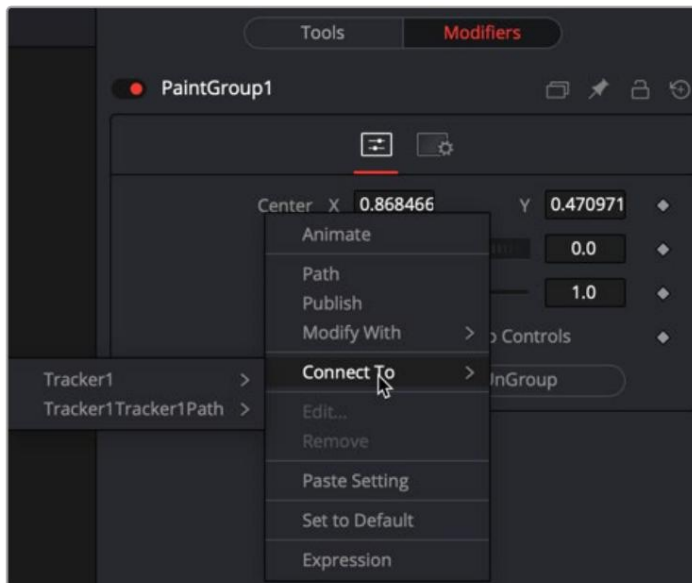 Tools Modifiers
PaintGroup1
Center X 0.868466 Y 0.470971
Animate
0.0
Path
Publish
1.0
Modify With > Controls
Connect To > UnGroup
Tracker1 >
Tracker1Tracker1Path >
Edit...
Remove
Paste Setting
Set to Default
Expression